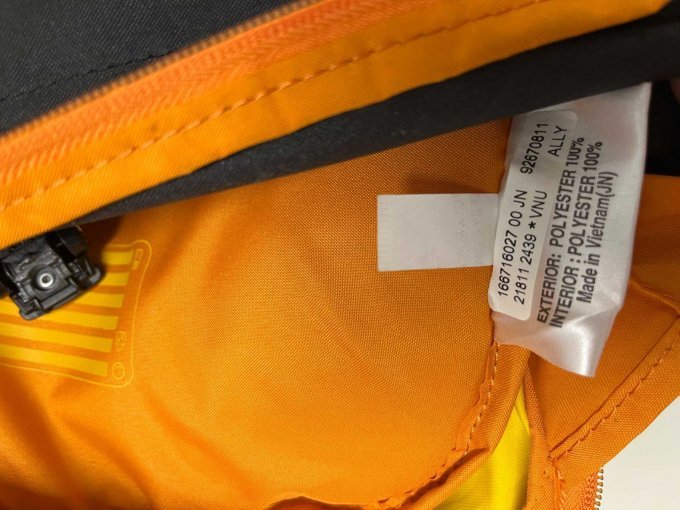 166716027 00 JN 92670811
21811 2439 * VNU ALLY
EXTERIOR: POLYESTER 100%
INTERIOR : POLYESTER 100%
Made in Vietnam(JN)